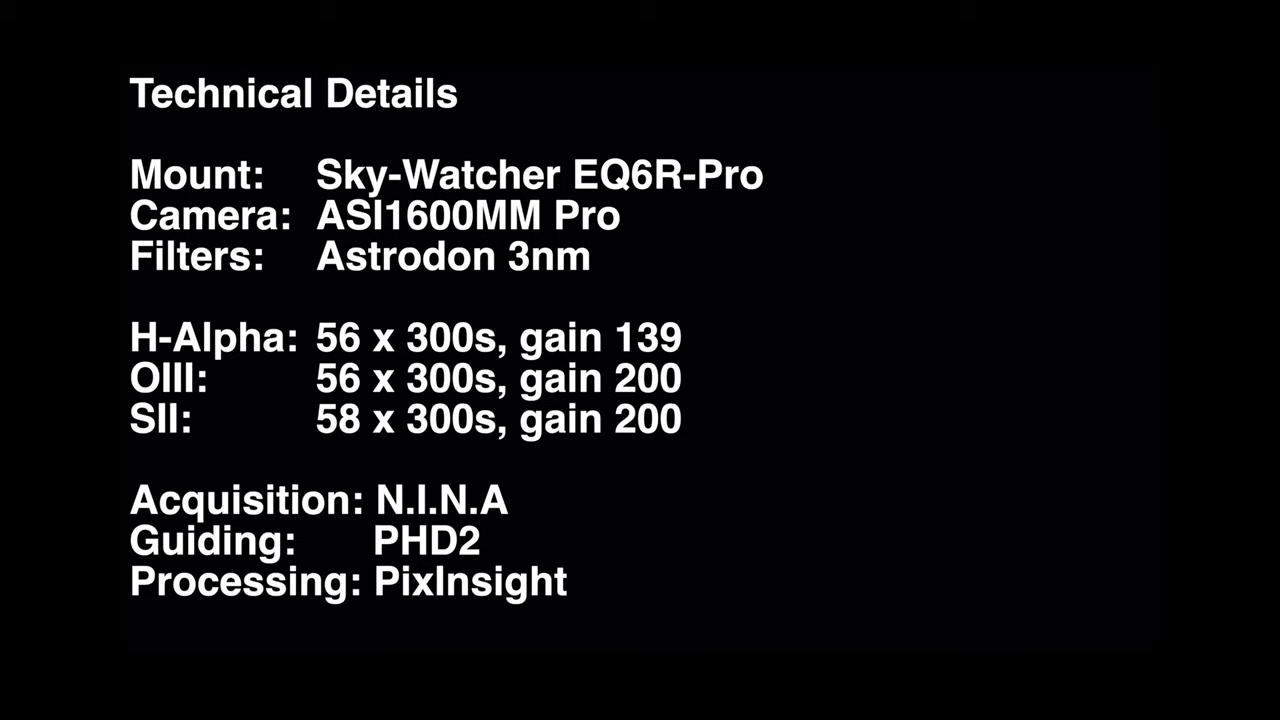 Technical Details
Mount: Sky-Watcher EQ6R-Pro
Camera: ASI1600MM Pro
Filters: Astrodon 3nm
H-Alpha: 56 x 300s, gain 139
OIII: 56 x 300s, gain 200
SII: 58 x 300s, gain 200
Acquisition: N.I.N.A
Guiding: PHD2
Processing: PixInsight